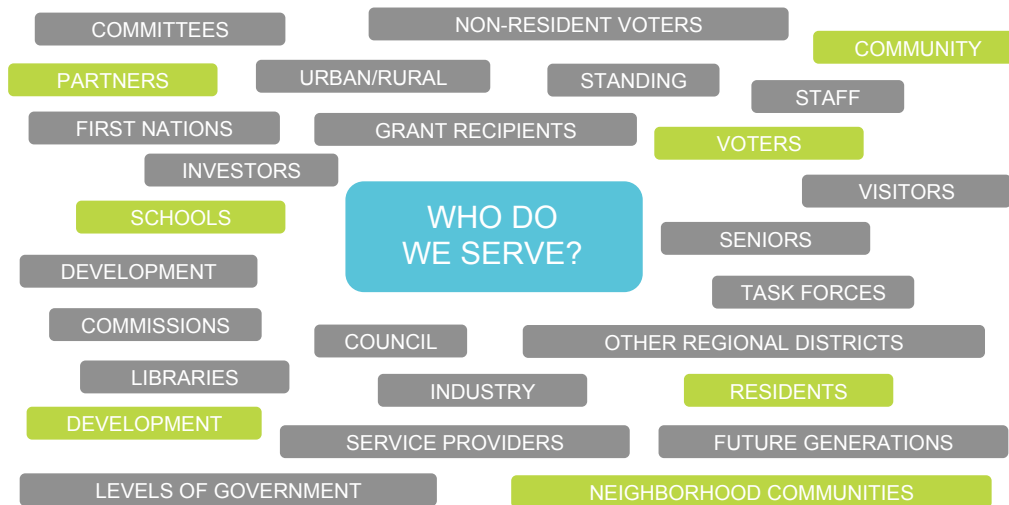 COMMITTEES
NON-RESIDENT VOTERS
COMMUNITY
PARTNERS
URBAN/RURAL
STANDING
STAFF
FIRST NATIONS
GRANT RECIPIENTS
VOTERS
INVESTORS
VISITORS
SCHOOLS
WHO DO
WE SERVE?
SENIORS
DEVELOPMENT
TASK FORCES
COMMISSIONS
COUNCIL
OTHER REGIONAL DISTRICTS
LIBRARIES
INDUSTRY
RESIDENTS
DEVELOPMENT
SERVICE PROVIDERS
FUTURE GENERATIONS
LEVELS OF GOVERNMENT
NEIGHBORHOOD COMMUNITIES